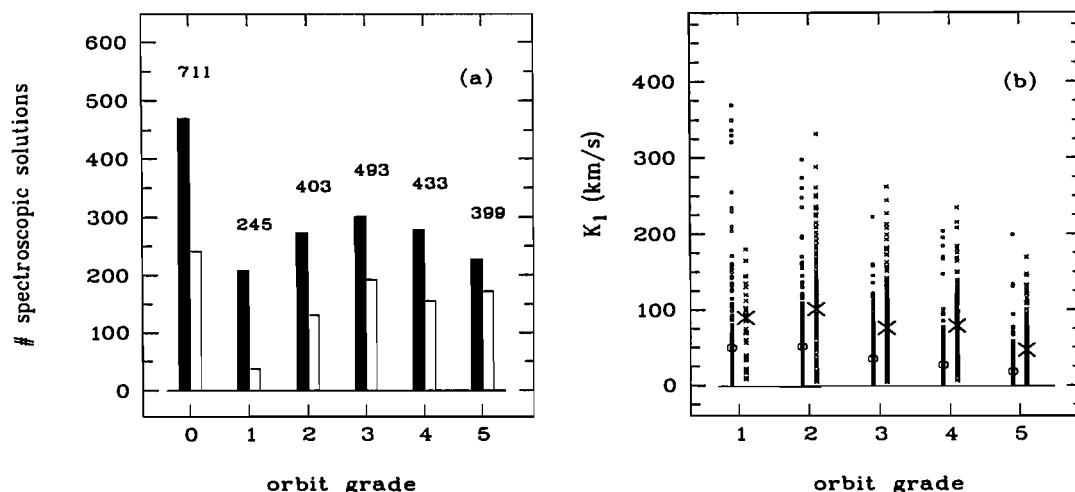 # spectroscopic solutions
600
500
400
300
200
100
0
(a)
711
245
403
493
433
399
0 1 2 3 4 5
orbit grade
K1 (km/s)
400
300
200
100
0
(b)
1 2 3 4 5
orbit grade